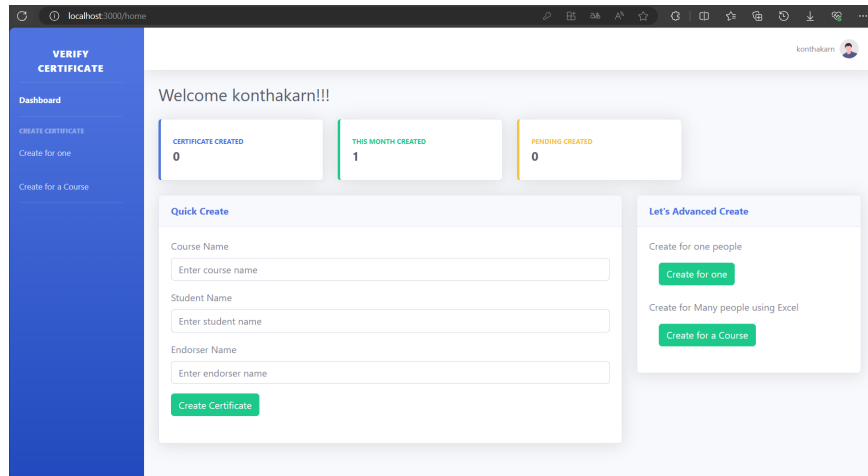 localhost:3000/home
VERIFY
CERTIFICATE
konthakarn
Dashboard
CREATE CERTIFICATE
Create for one
Create for a Course
Welcome konthakarn!!!
CERTIFICATE CREATED
0
THIS MONTH CREATED
1
PENDING CREATED
0
Quick Create
Course Name
Enter course name
Student Name
Enter student name
Endorser Name
Enter endorser name
Create Certificate
Let's Advanced Create
Create for one people
Create for one
Create for Many people using Excel
Create for a Course